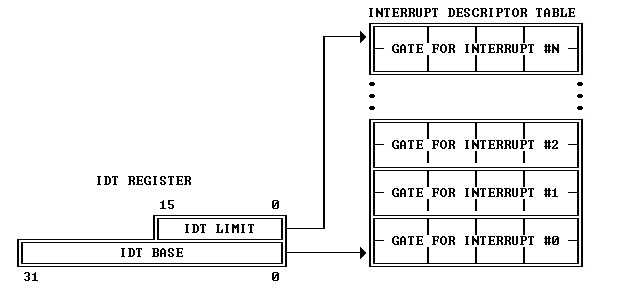 INTERRUPT DESCRIPTOR TABLE
GATE FOR INTERRUPT #N
GATE FOR INTERRUPT #2
IDT REGISTER
GATE FOR INTERRUPT #1
15 0
IDT LIMIT
GATE FOR INTERRUPT #0
IDT BASE
31 0